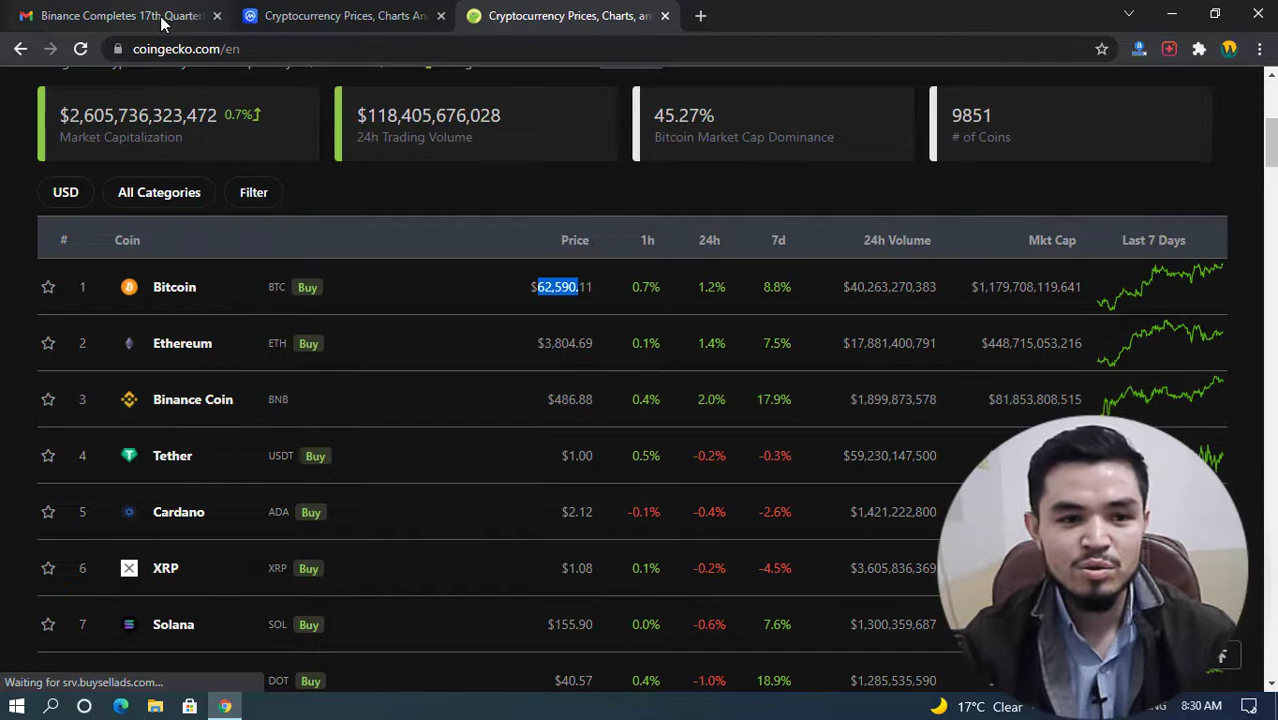 Binance Completes 17th Quarter
Cryptocurrency Prices, Charts An
Cryptocurrency Prices, Charts, an
coingecko.com/en
$2,605,736,323,472 0.7%
Market Capitalization
$118,405,676,028
24h Trading Volume
45.27%
Bitcoin Market Cap Dominance
9851
# of Coins
USD All Categories Filter
# Coin Price 1h 24h 7d 24h Volume Mkt Cap Last 7 Days
1 Bitcoin BTC Buy $62,590.11 0.7% 1.2% 8.8% $40,263,270,383 $1,179,708,119,641
2 Ethereum ETH Buy $3,804.69 0.1% 1.4% 7.5% $17,881,400,791 $448,715,053,216
3 Binance Coin BNB $486.88 0.4% 2.0% 17.9% $1,899,873,578 $81,853,808,515
4 Tether USDT Buy $1.00 0.5% -0.2% -0.3% $59,230,147,500
5 Cardano ADA Buy $2.12 -0.1% -0.4% -2.6% $1,421,222,800
6 XRP XRP Buy $1.08 0.1% -0.2% -4.5% $3,605,836,369
7 Solana SOL Buy $155.90 0.0% -0.6% 7.6% $1,300,359,687
DOT Buy $40.57 0.4% -1.0% 18.9% $1,285,535,590
Waiting for srv.buysellads.com...
17°C Clear
8:30 AM